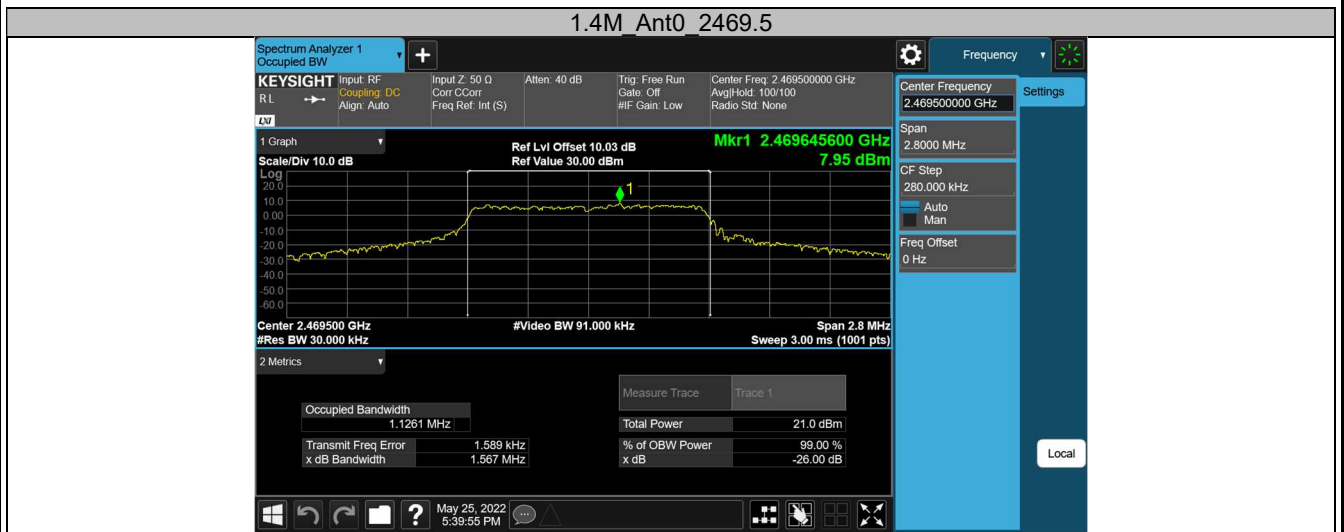 1.4M_Ant0_2469.5
Spectrum Analyzer 1
Occupied BW
+
Frequency
KEYSIGHT
R L
LXI
Input: RF
Coupling: DC
Align: Auto
Input Z: 50 Ω
Corr CCorr
Freq Ref: Int (S)
Atten: 40 dB
Trig: Free Run
Gate: Off
#IF Gain: Low
Center Freq: 2.469500000 GHz
Avg|Hold: 100/100
Radio Std: None
Center Frequency
2.469500000 GHz
Settings
Span
2.8000 MHz
CF Step
280.000 kHz
Auto
Man
Freq Offset
0 Hz
Local
1 Graph
Scale/Div 10.0 dB
Ref Lvl Offset 10.03 dB
Ref Value 30.00 dBm
Mkr1 2.469645600 GHz
7.95 dBm
Log
20.0
10.0
0.00
-10.0
-20.0
-30.0
-40.0
-50.0
-60.0
1
Center 2.469500 GHz
#Video BW 91.000 kHz
Span 2.8 MHz
#Res BW 30.000 kHz
Sweep 3.00 ms (1001 pts)
2 Metrics
Measure Trace Trace 1
Occupied Bandwidth
1.1261 MHz
Total Power 21.0 dBm
Transmit Freq Error 1.589 kHz
% of OBW Power 99.00 %
x dB Bandwidth 1.567 MHz
x dB -26.00 dB
?
May 25, 2022
5:39:55 PM